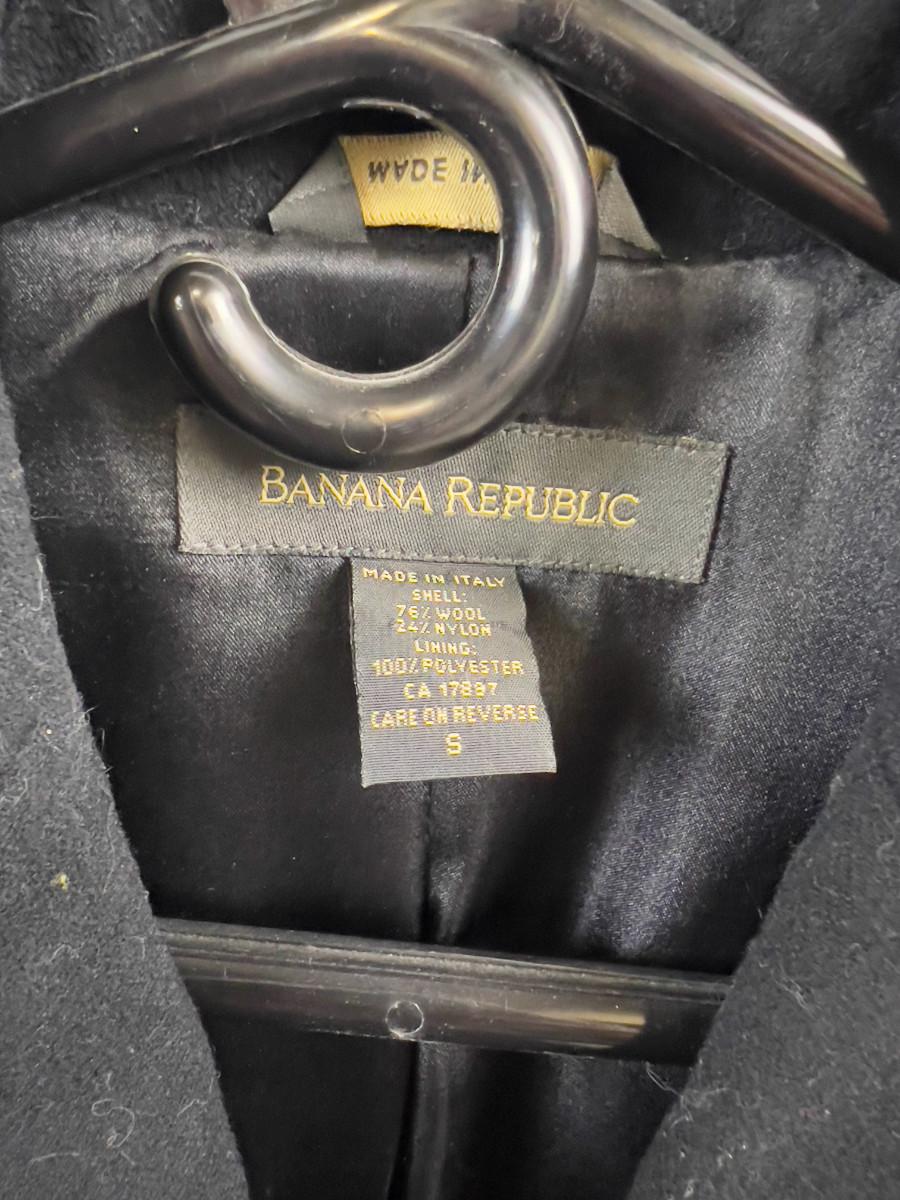 MADE IN
BANANA REPUBLIC
MADE IN ITALY
SHELL:
76% WOOL
24% NYLON
LINING:
100% POLYESTER
CA 17897
CARE ON REVERSE
S